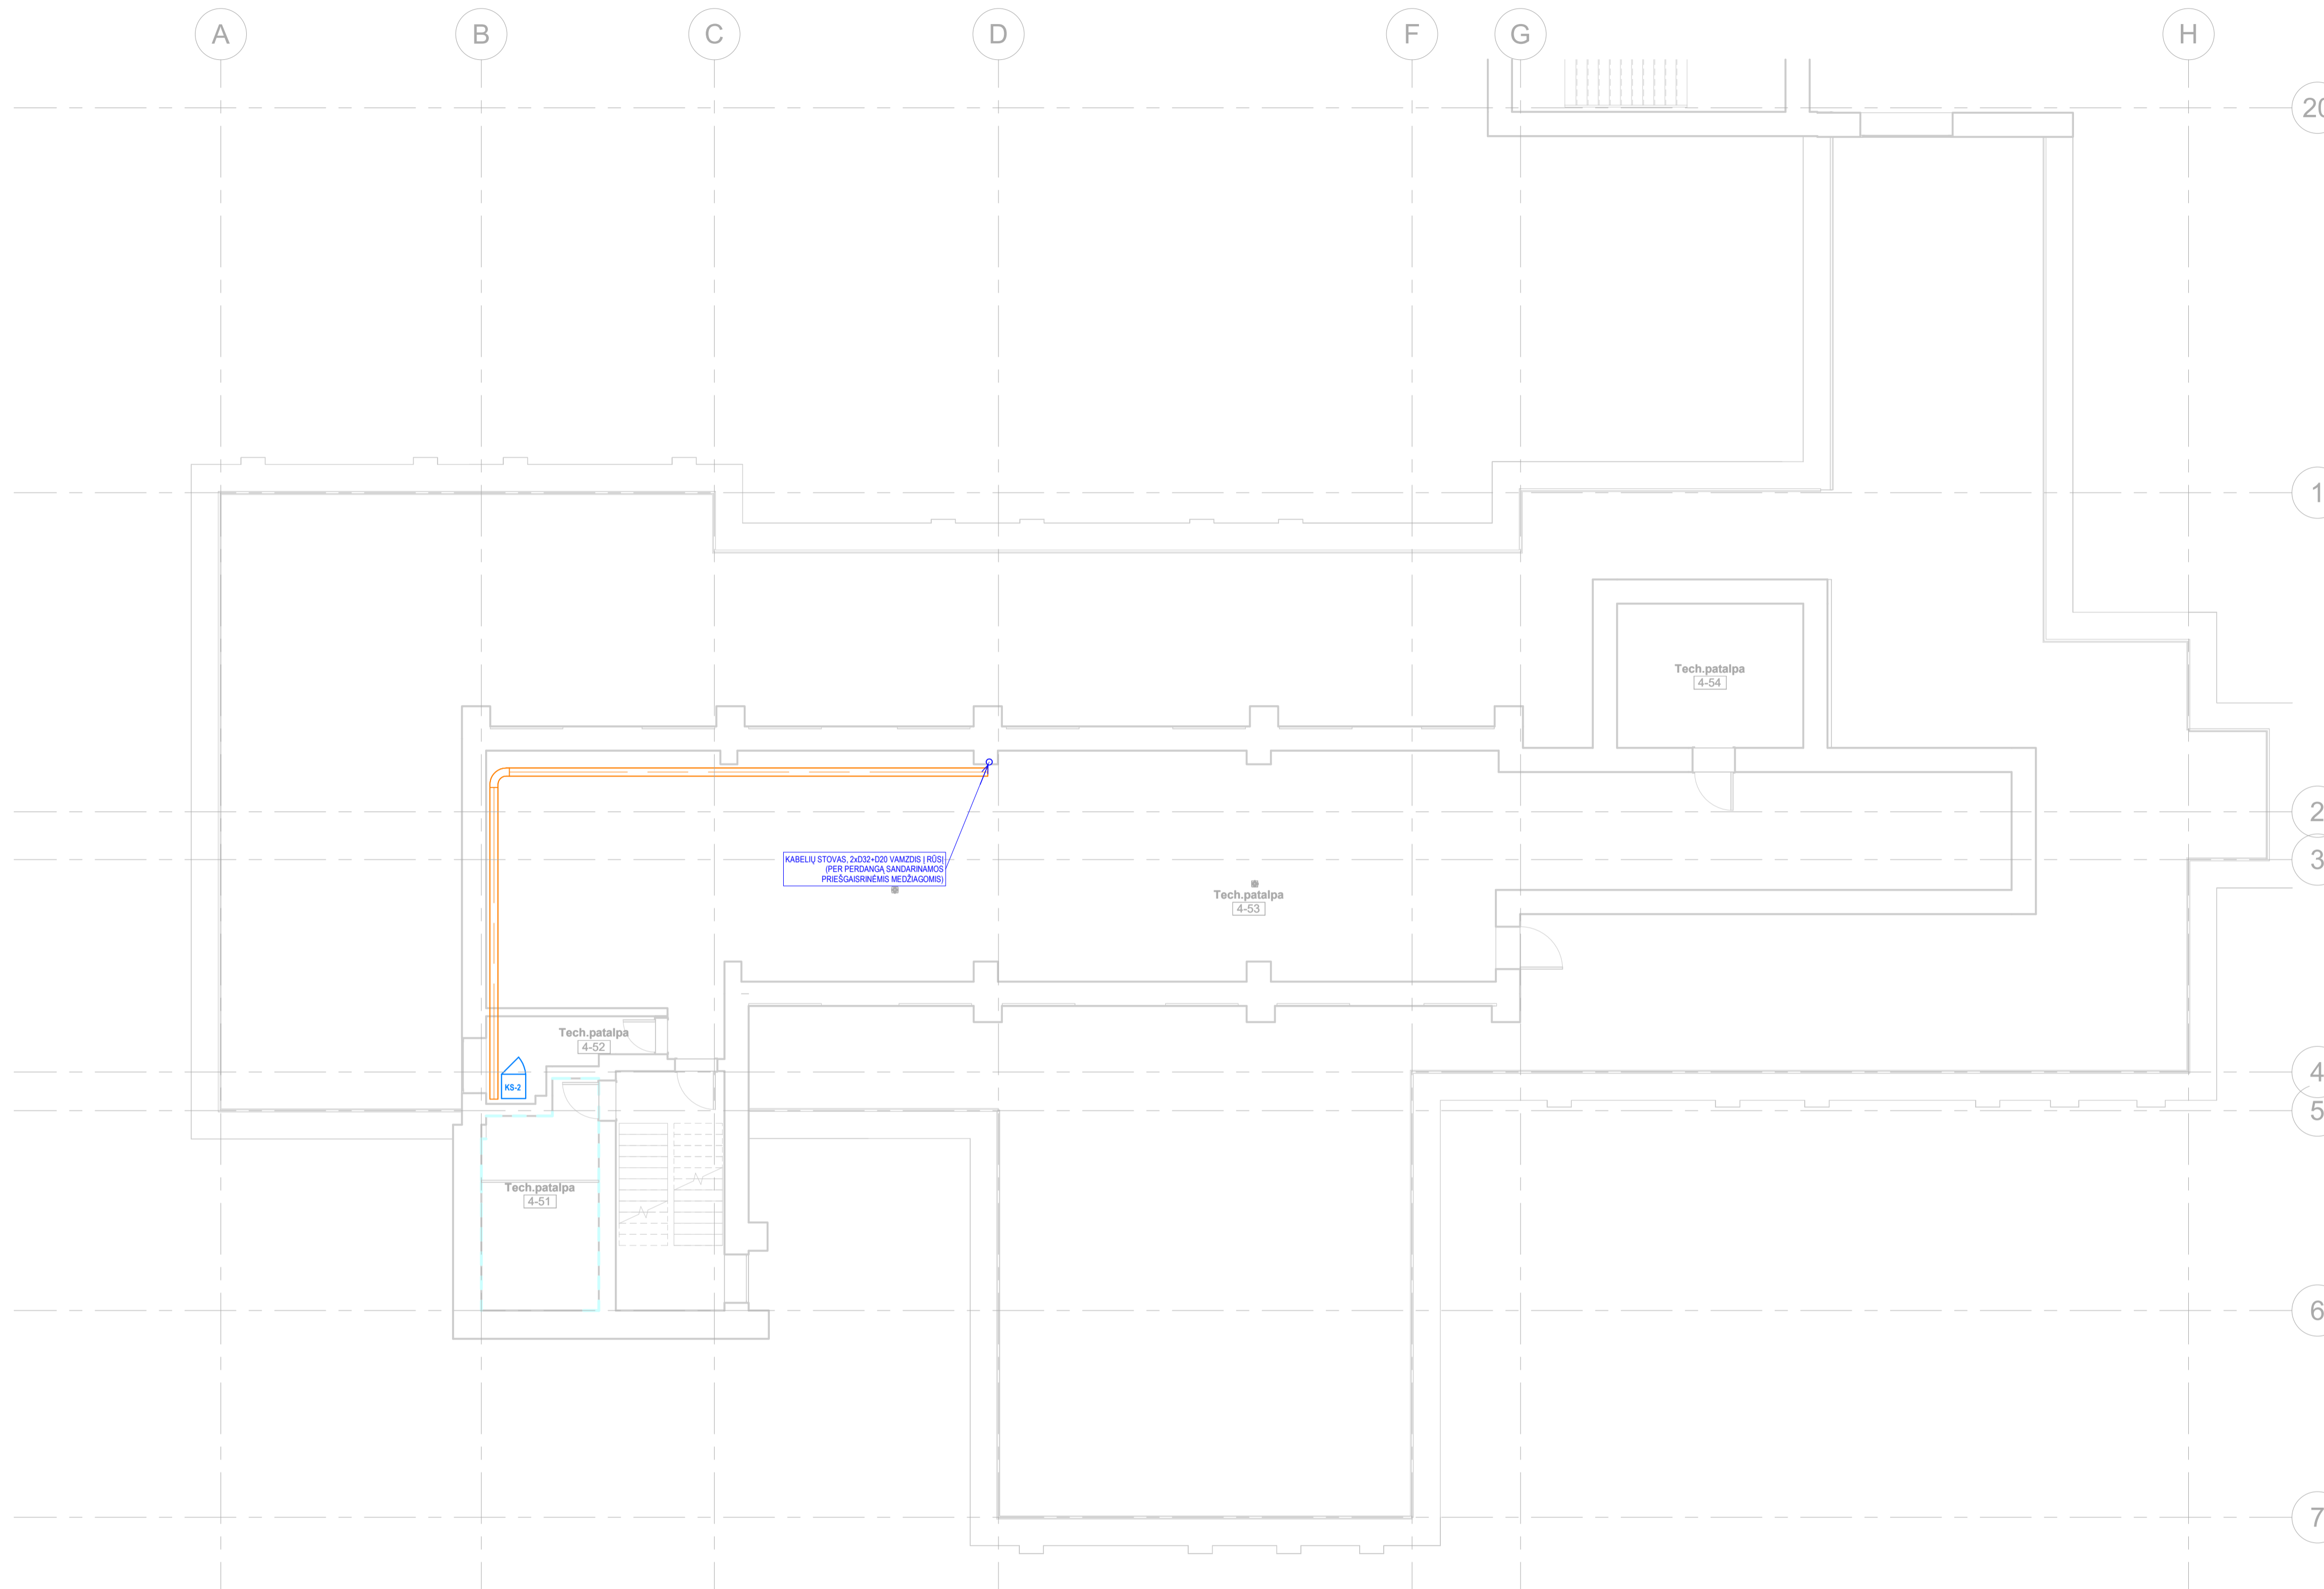 A
B
C
D
F
G
H
20
1
Tech.patalpa
4-54
2
3
KABELIŲ STOVAS, 2xD32+D20 VAMZDIS Į RŪSĮ
(PER PERDANGĄ SANDARINAMOS
PRIEŠGAISRINĖMIS MEDŽIAGOMIS)
Tech.patalpa
4-53
Tech.patalpa
4-52
4
KS-2
5
Tech.patalpa
4-51
6
7